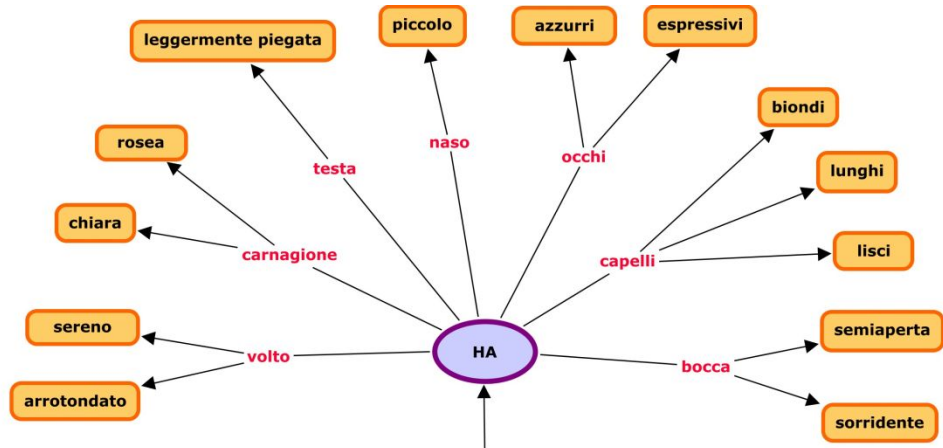 leggermente piegata
piccolo
azzurri
espressivi
biondi
rosea
naso
occhi
testa
lunghi
chiara
carnagione
capelli
lisci
sereno
semiaperta
volto
HA
bocca
arrotondato
sorridente